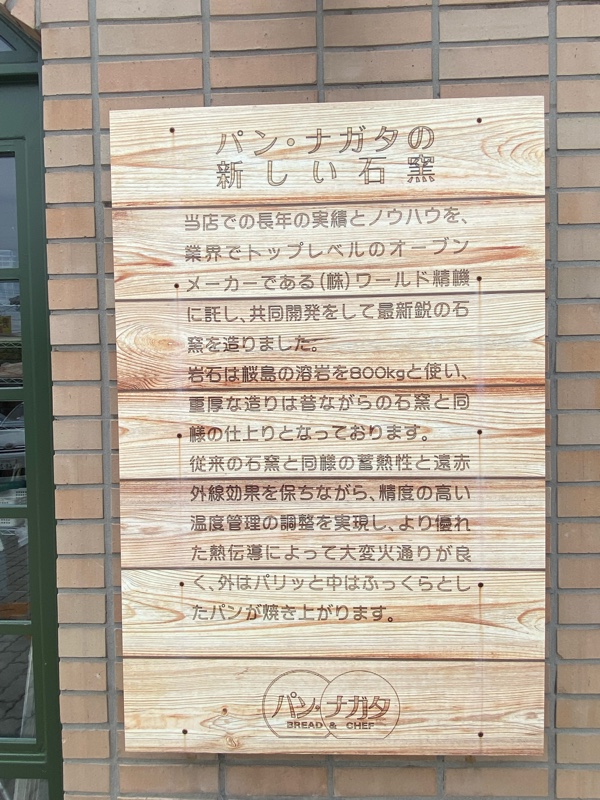 パン・ナガタの
新しい石窯
当店での長年の実績とノウハウを、
業界でトップレベルのオーブン
メーカーである(株)ワールド精機
に託し、共同開発をして最新鋭の石
窯を造りました。
岩石は桜島の溶岩を800kgと使い、
重厚な造りは昔ながらの石窯と同
様の仕上りとなっております。
従来の石窯と同様の蓄熱性と遠赤
外線効果を保ちながら、精度の高い
温度管理の調整を実現し、より優れ
た熱伝導によって大変火通りが良
く、外はパリッと中はふっくらとし
たパンが焼き上がります。
パン・ナガタ
BREAD & CHEF